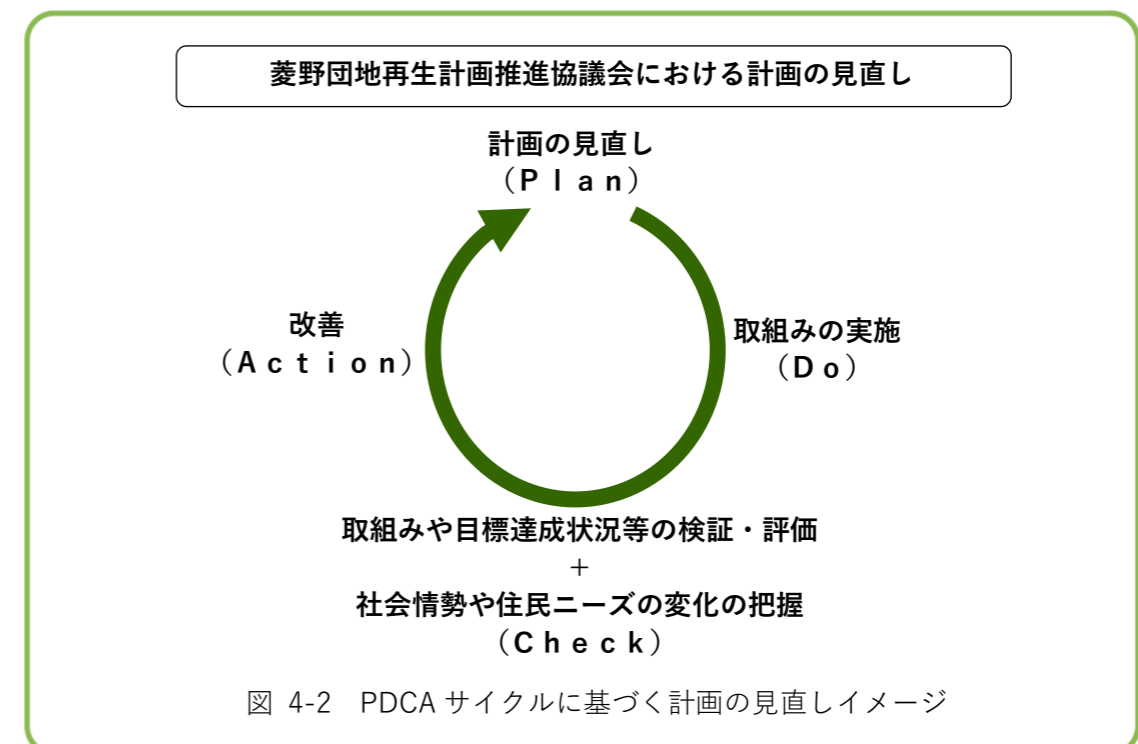 菱野団地再生計画推進協議会における計画の見直し
計画の見直し
（Ｐｌａｎ）
取組みの実施
（Ｄｏ）
取組みや目標達成状況等の検証・評価
＋
社会情勢や住民ニーズの変化の把握
（Ｃｈｅｃｋ）
改善
（Ａｃｔｉｏｎ）
図 4-2　PDCA サイクルに基づく計画の見直しイメージ